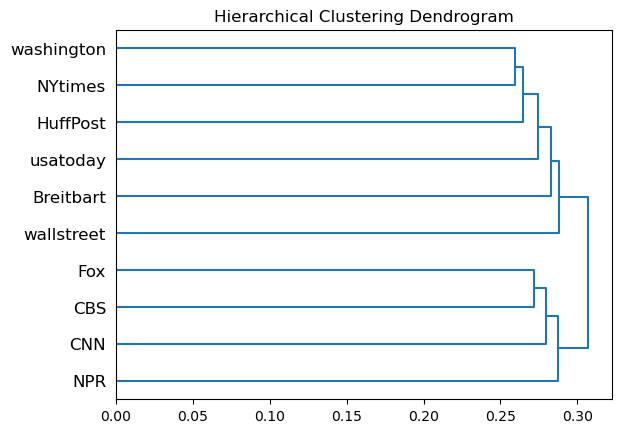 Hierarchical Clustering Dendrogram
washington
NYtimes
HuffPost
usatoday
Breitbart
wallstreet
Fox
CBS
CNN
NPR
0.00 0.05 0.10 0.15 0.20 0.25 0.30